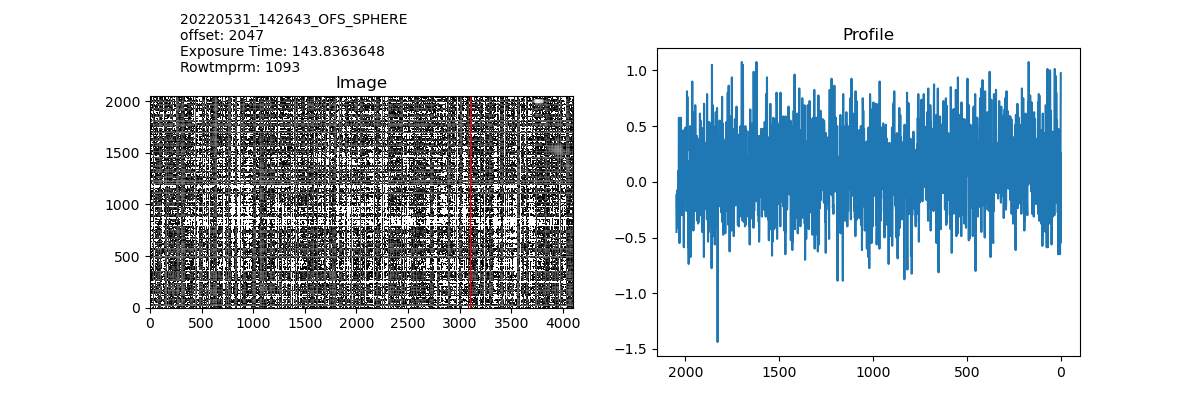 20220531_142643_OFS_SPHERE
offset: 2047
Exposure Time: 143.8363648
Rowtmprm: 1093
Image
2000
1500
1000
500
0
0 500 1000 1500 2000 2500 3000 3500 4000
Profile
1.0
0.5
0.0
−0.5
−1.0
−1.5
2000 1500 1000 500 0